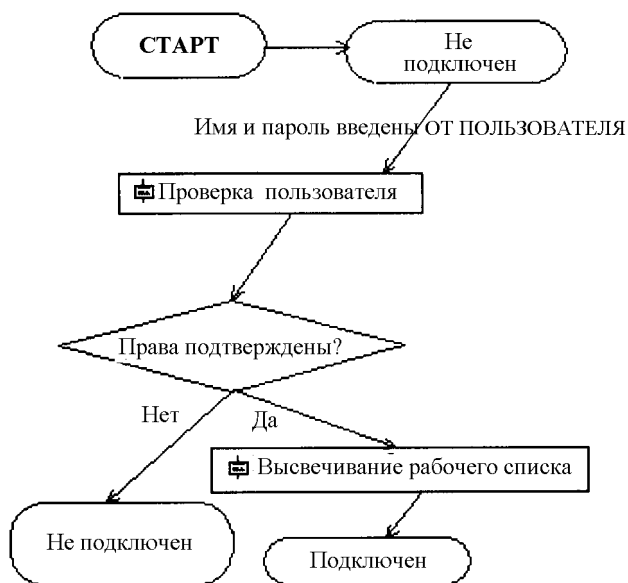 СТАРТ
Не
подключен
Имя и пароль введены ОТ ПОЛЬЗОВАТЕЛЯ
Проверка пользователя
Права подтверждены?
Нет
Да
Высвечивание рабочего списка
Не подключен
Подключен